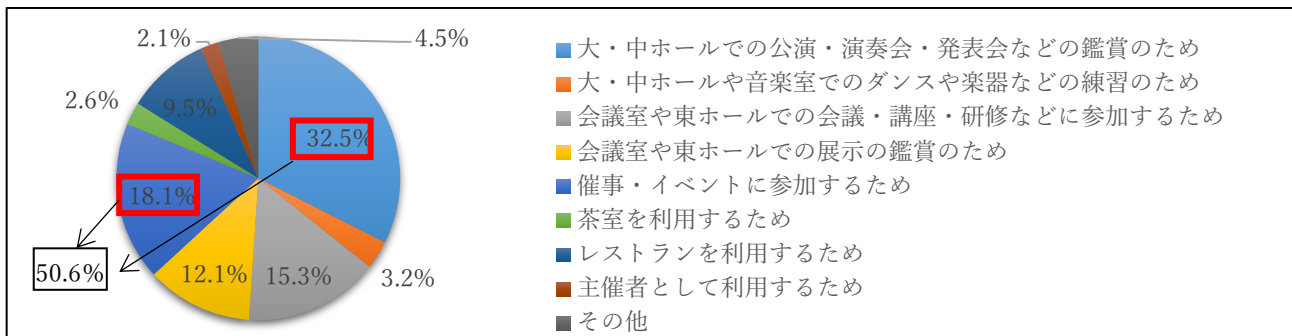 2.1%
4.5%
2.6%
9.5%
32.5%
18.1%
50.6%
12.1%
15.3%
3.2%
大・中ホールでの公演・演奏会・発表会などの鑑賞のため
大・中ホールや音楽室でのダンスや楽器などの練習のため
会議室や東ホールでの会議・講座・研修などに参加するため
会議室や東ホールでの展示の鑑賞のため
催事・イベントに参加するため
茶室を利用するため
レストランを利用するため
主催者として利用するため
その他